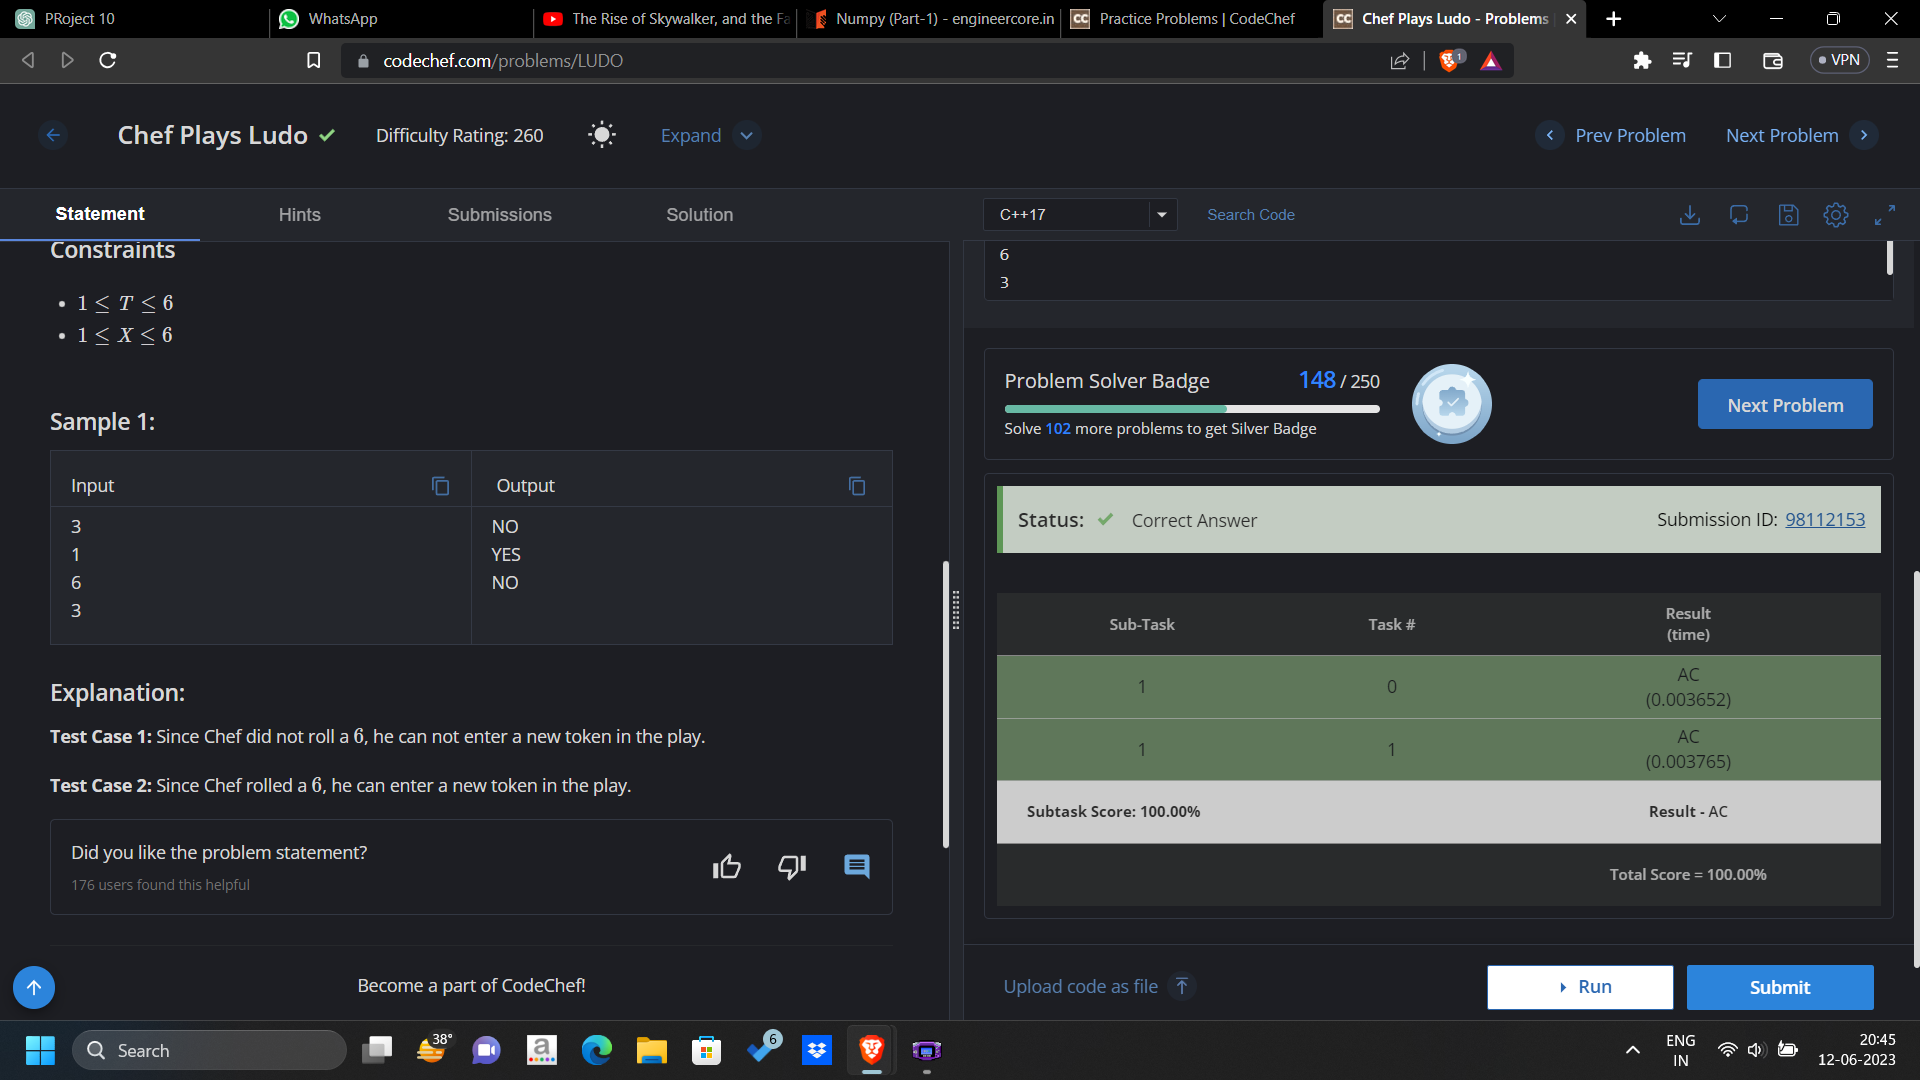 PRoject 10
WhatsApp
The Rise of Skywalker, and the Fa
Numpy (Part-1) - engineercore.in
Practice Problems | CodeChef
Chef Plays Ludo - Problems
codechef.com/problems/LUDO
1
VPN
Chef Plays Ludo
Difficulty Rating: 260
Expand
Prev Problem
Next Problem
Statement
Hints
Submissions
Solution
C++17
Search Code
Constraints
• 1 ≤ T ≤ 6
• 1 ≤ X ≤ 6
Sample 1:
Input
Output
3
1
6
3
NO
YES
NO
Explanation:
Test Case 1: Since Chef did not roll a 6, he can not enter a new token in the play.
Test Case 2: Since Chef rolled a 6, he can enter a new token in the play.
Did you like the problem statement?
176 users found this helpful
Become a part of CodeChef!
6
3
Problem Solver Badge
148 / 250
Solve 102 more problems to get Silver Badge
Next Problem
Status:
Correct Answer
Submission ID: 98112153
Sub-Task
Task #
Result
(time)
1
0
AC
(0.003652)
1
1
AC
(0.003765)
Subtask Score: 100.00%
Result - AC
Total Score = 100.00%
Upload code as file
Run
Submit
Search
38°
a
6
ENG
IN
20:45
12-06-2023